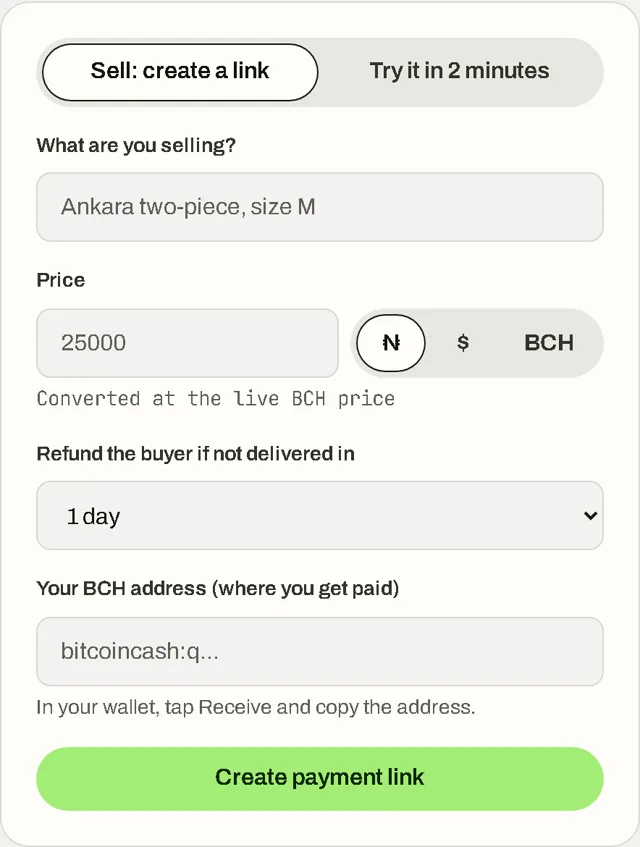 Sell: create a link
Try it in 2 minutes
What are you selling?
Ankara two-piece, size M
Price
25000
₦ $ BCH
Converted at the live BCH price
Refund the buyer if not delivered in
1 day
Your BCH address (where you get paid)
bitcoincash:q...
In your wallet, tap Receive and copy the address.
Create payment link